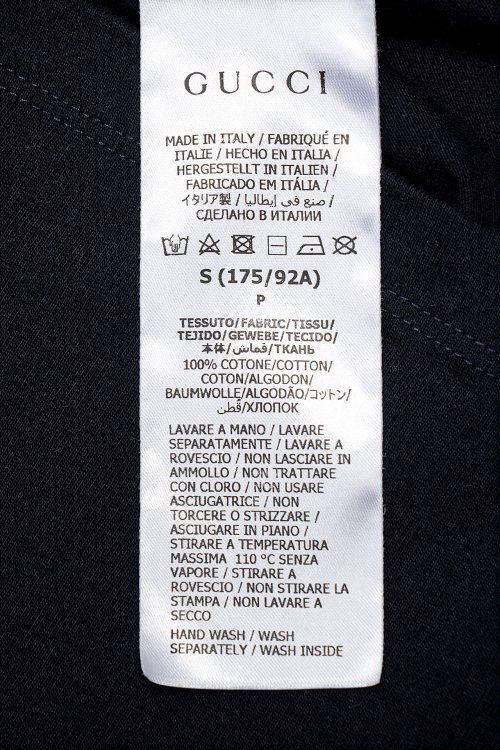 GUCCI
MADE IN ITALY / FABRIQUÉ EN
ITALIE / HECHO EN ITALIA /
HERGESTELLT IN ITALIEN /
FABRICADO EM ITÁLIA /
イタリア製 / صنع في إيطاليا /
СДЕЛАНО В ИТАЛИИ
S (175/92A)
P
TESSUTO/FABRIC/TISSU/
TEJIDO/GEWEBE/TECIDO/
本体/قماش/ТКАНЬ
100% COTONE/COTTON/
COTON/ALGODON/
BAUMWOLLE/ALGODÃO/コットン/
قطن/ХЛОПОК
LAVARE A MANO / LAVARE
SEPARATAMENTE / LAVARE A
ROVESCIO / NON LASCIARE IN
AMMOLLO / NON TRATTARE
CON CLORO / NON USARE
ASCIUGATRICE / NON
TORCERE O STRIZZARE /
ASCIUGARE IN PIANO /
STIRARE A TEMPERATURA
MASSIMA 110 °C SENZA
VAPORE / STIRARE A
ROVESCIO / NON STIRARE LA
STAMPA / NON LAVARE A
SECCO
HAND WASH / WASH
SEPARATELY / WASH INSIDE